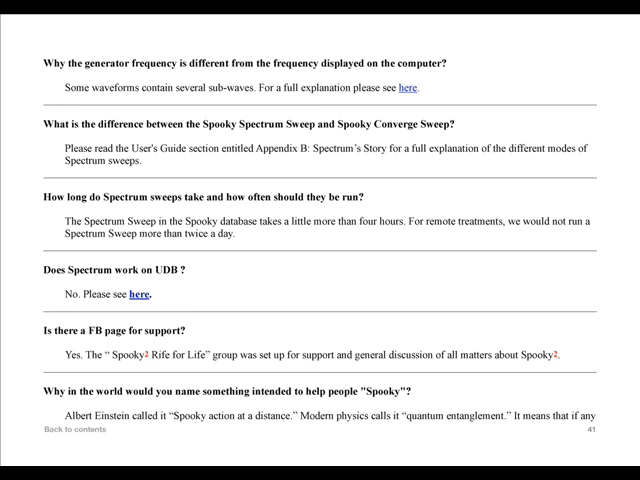 Why the generator frequency is different from the frequency displayed on the computer?
Some waveforms contain several sub-waves. For a full explanation please see here.
What is the difference between the Spooky Spectrum Sweep and Spooky Converge Sweep?
Please read the User's Guide section entitled Appendix B: Spectrum's Story for a full explanation of the different modes of
Spectrum sweeps.
How long do Spectrum sweeps take and how often should they be run?
The Spectrum Sweep in the Spooky database takes a little more than four hours. For remote treatments, we would not run a
Spectrum Sweep more than twice a day.
Does Spectrum work on UDB ?
No. Please see here.
Is there a FB page for support?
Yes. The “ Spooky2 Rife for Life” group was set up for support and general discussion of all matters about Spooky2.
Why in the world would you name something intended to help people "Spooky"?
Albert Einstein called it “Spooky action at a distance.” Modern physics calls it “quantum entanglement.” It means that if any
Back to contents 41